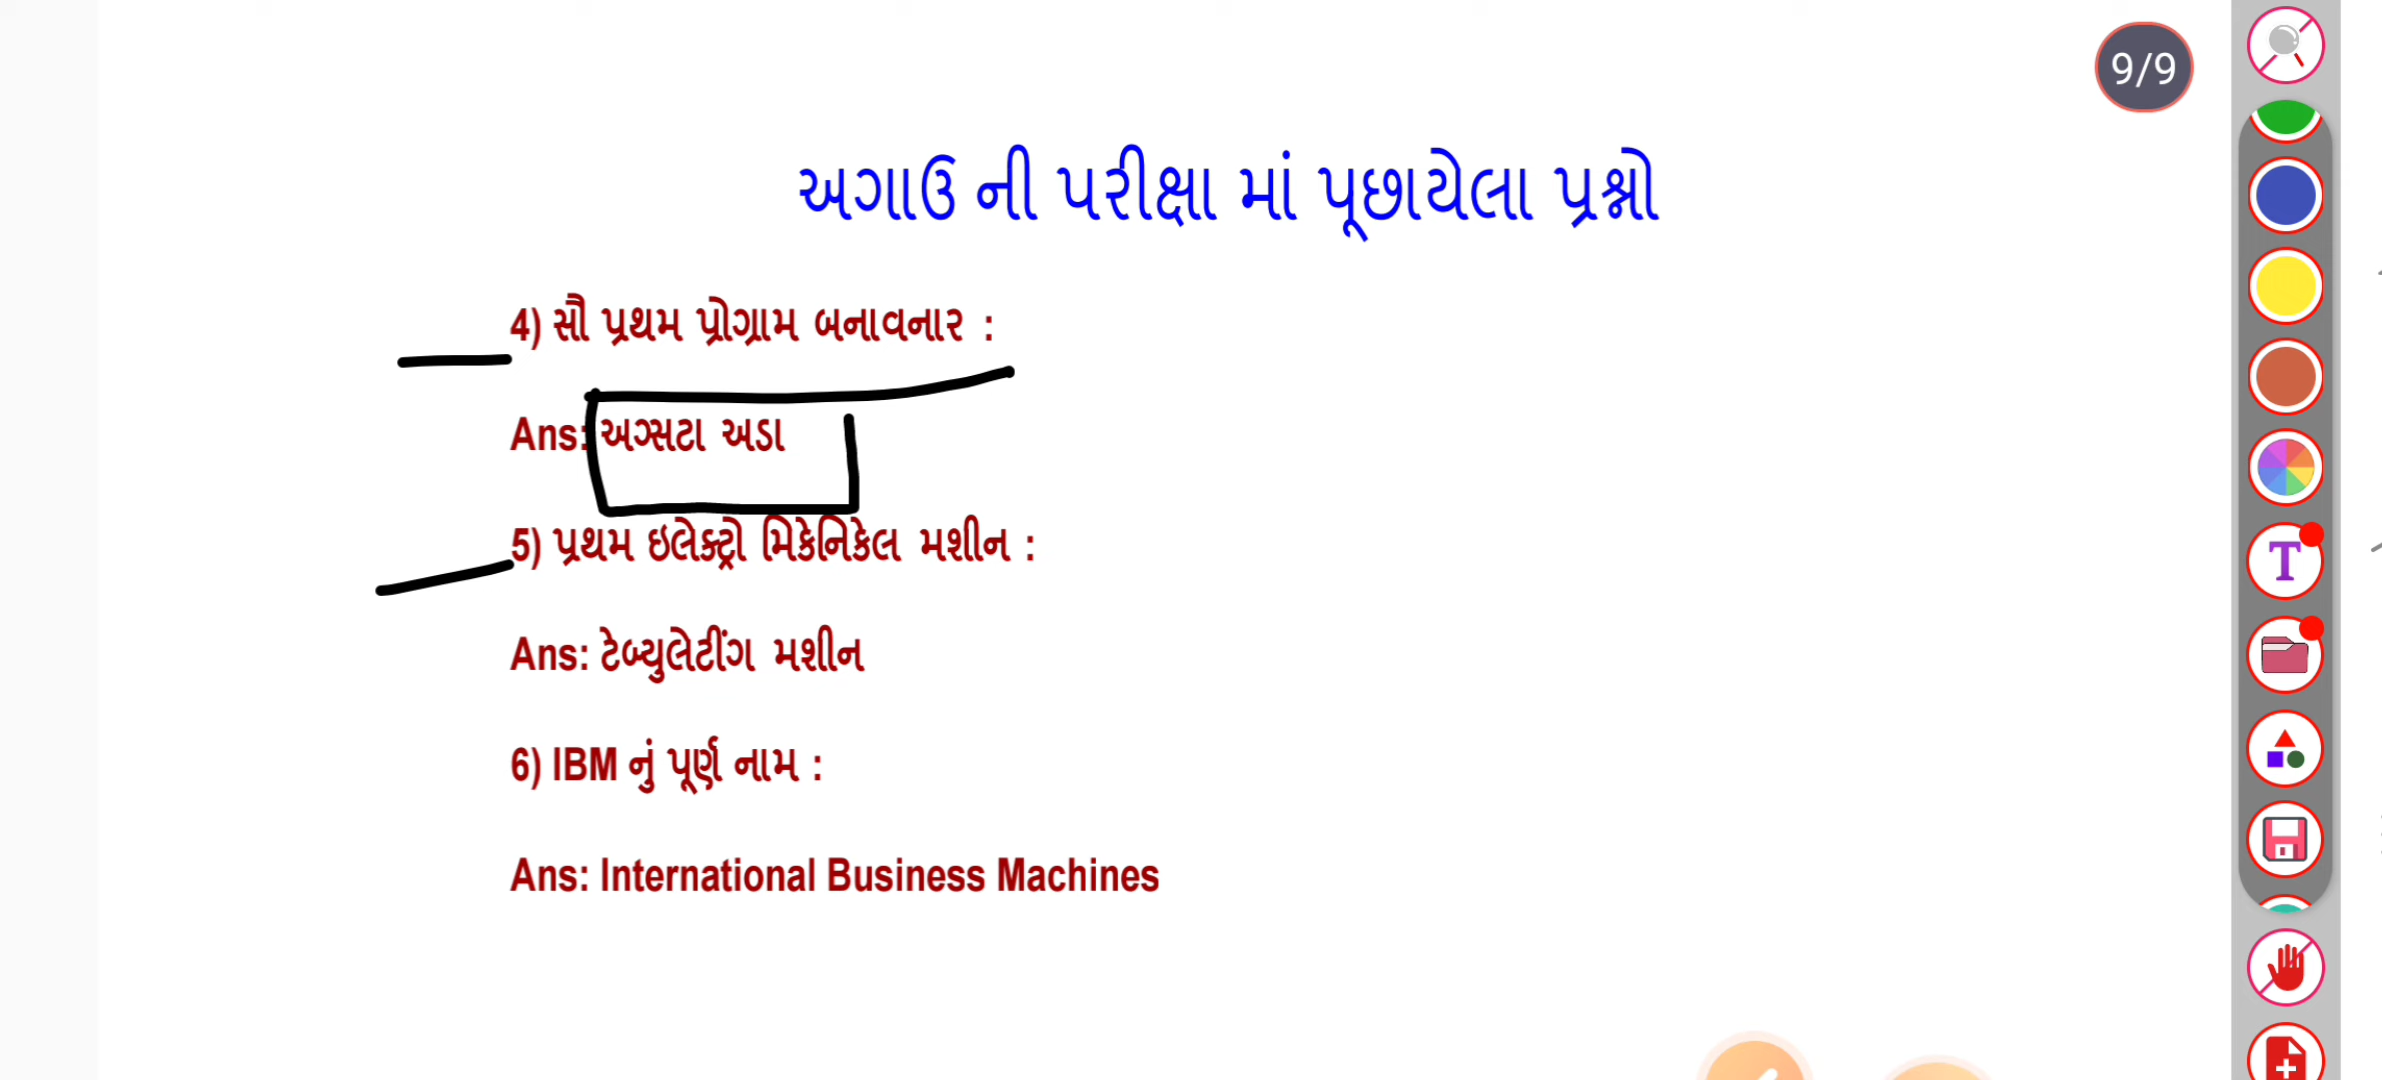 9/9
અગાઉ ની પરીક્ષા માં પૂછાયેલા પ્રશ્નો
4) સૌ પ્રથમ પ્રોગ્રામ બનાવનાર :
Ans: અગ્સટા અડા
5) પ્રથમ ઇલેક્ટ્રો મિકેનિકેલ મશીન :
Ans: ટેબ્યુલેટીંગ મશીન
6) IBM નું પૂર્ણ નામ :
Ans: International Business Machines
T